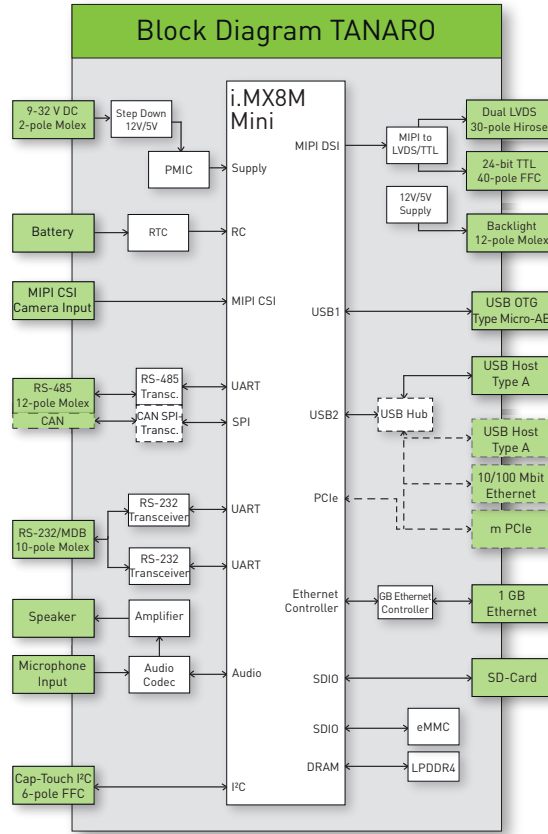 Block Diagram TANARO
i.MX8M
Mini
9-32 V DC
2-pole Molex
Step Down
12V/5V
PMIC
Supply
Battery
RTC
RC
MIPI CSI
Camera Input
MIPI CSI
RS-485
12-pole Molex
CAN
RS-485
Transc.
CAN SPI-
Transc.
UART
SPI
RS-232/MDB
10-pole Molex
RS-232
Transceiver
RS-232
Transceiver
UART
UART
Speaker
Amplifier
Microphone
Input
Audio
Codec
Audio
Cap-Touch I²C
6-pole FFC
I²C
MIPI DSI
MIPI to
LVDS/TTL
Dual LVDS
30-pole Hirose
24-bit TTL
40-pole FFC
12V/5V
Supply
Backlight
12-pole Molex
USB1
USB OTG
Type Micro-AB
USB2
USB Hub
USB Host
Type A
USB Host
Type A
10/100 Mbit
Ethernet
PCIe
m PCIe
Ethernet
Controller
GB Ethernet
Controller
1 GB
Ethernet
SDIO
SD-Card
SDIO
eMMC
DRAM
LPDDR4